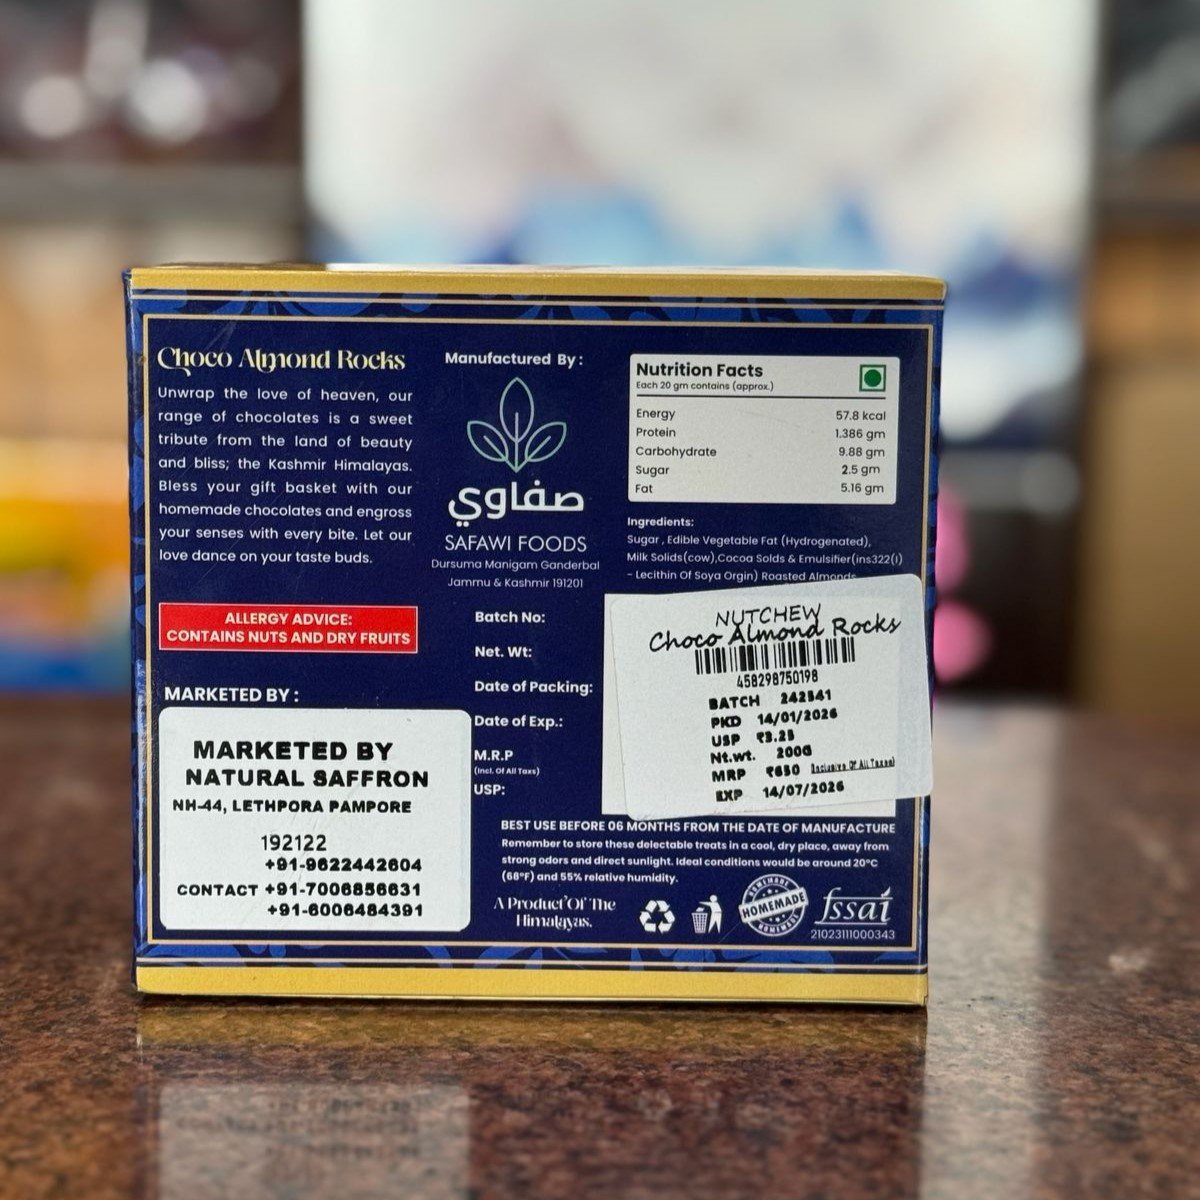 Choco Almond Rocks
Unwrap the love of heaven, our
range of chocolates is a sweet
tribute from the land of beauty
and bliss; the Kashmir Himalayas.
Bless your gift basket with our
homemade chocolates and engross
your senses with every bite. Let our
love dance on your taste buds.
ALLERGY ADVICE:
CONTAINS NUTS AND DRY FRUITS
MARKETED BY :
MARKETED BY
NATURAL SAFFRON
NH-44, LETHPORA PAMPORE
192122
+91-9622442604
CONTACT +91-7006856631
+91-6006484391
Manufactured By :
صفاوي
SAFAWI FOODS
Dursuma Manigam Ganderbal
Jammu & Kashmir 191201
Batch No:
Net. Wt:
Date of Packing:
Date of Exp.:
M.R.P
(Incl. Of All Taxs)
USP:
Nutrition Facts
Each 20 gm contains (approx.)
Energy 57.8 kcal
Protein 1.386 gm
Carbohydrate 9.88 gm
Sugar 2.5 gm
Fat 5.16 gm
Ingredients:
Sugar , Edible Vegetable Fat (Hydrogenated),
Milk Solids(cow),Cocoa Solds & Emulsifier(ins322(I)
- Lecithin Of Soya Orgin) Roasted Almonds
NUTCHEW
Choco Almond Rocks
458298750198
BATCH 242341
PKD 14/01/2026
USP ₹3.25
Nt.wt. 200G
MRP ₹650 Inclusive Of All Taxes)
EXP 14/07/2026
BEST USE BEFORE 06 MONTHS FROM THE DATE OF MANUFACTURE
Remember to store these delectable treats in a cool, dry place, away from
strong odors and direct sunlight. Ideal conditions would be around 20°C
(68°F) and 55% relative humidity.
A Product Of The
Himalayas.
HOMEMADE
HOMEMADE
HOMEMADE
fssai
21023111000343